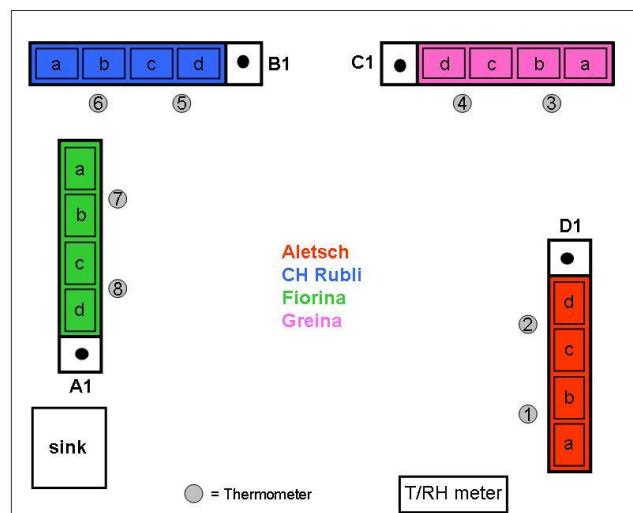 a b c d B1
C1 d c b a
6 5
4 3
a
7
b
c
8
d
A1
sink
Aletsch
CH Rubli
Fiorina
Greina
D1
d
2
c
b
1
a
= Thermometer
T/RH meter